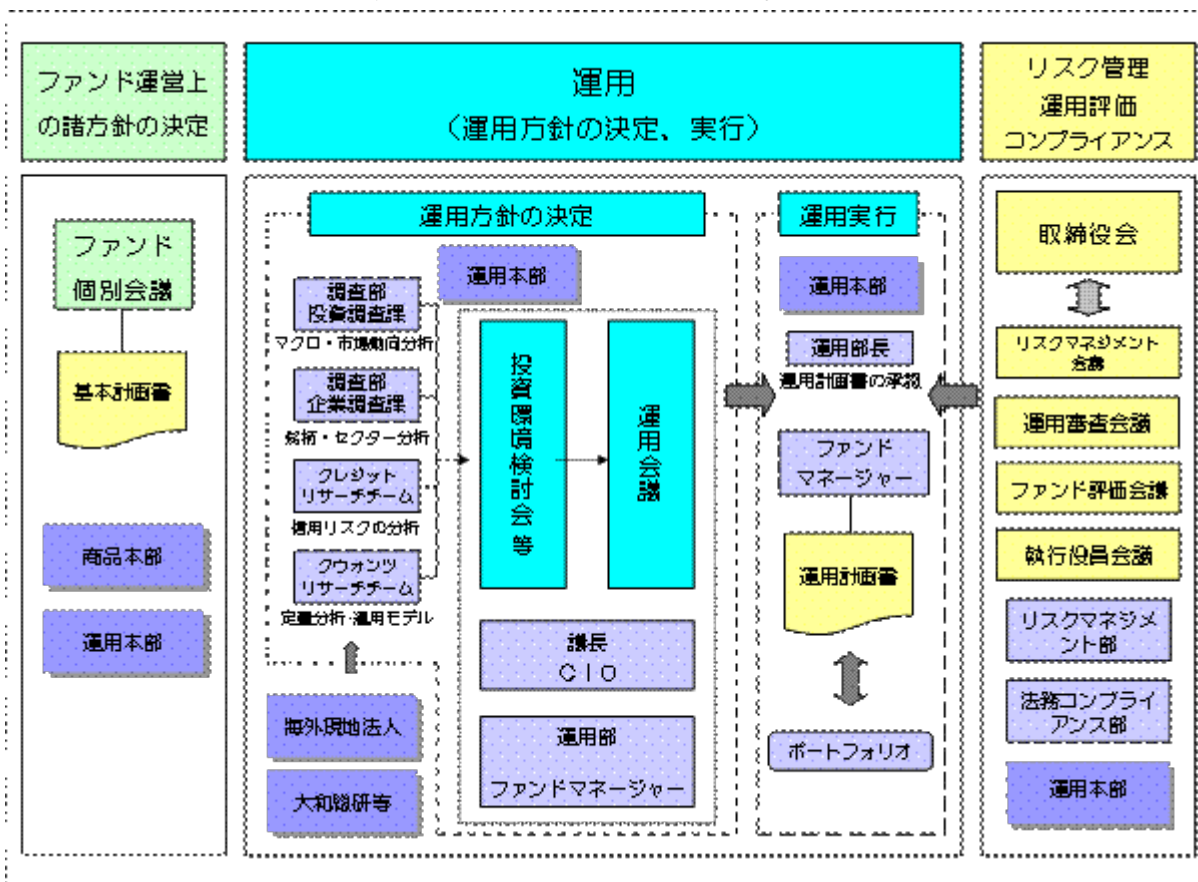 ファンド運営上
の諸方針の決定
運用
（運用方針の決定、実行）
リスク管理
運用評価
コンプライアンス
ファンド
個別会議
基本計画書
商品本部
運用本部
運用方針の決定
運用本部
調査部
投資調査課
マクロ・市場動向分析
調査部
企業調査課
銘柄・セクター分析
クレジット
リサーチチーム
信用リスクの分析
クウォンツ
リサーチチーム
定量分析・運用モデル
海外現地法人
大和総研等
投資環境検討会等
運用会議
議長
ＣＩＯ
運用部
ファンドマネージャー
運用実行
運用本部
運用部長
運用計画書の承認
ファンド
マネージャー
運用計画書
ポートフォリオ
取締役会
リスクマネジメント
会議
運用審査会議
ファンド評価会議
執行役員会議
リスクマネジメ
ント部
法務コンプライ
アンス部
運用本部